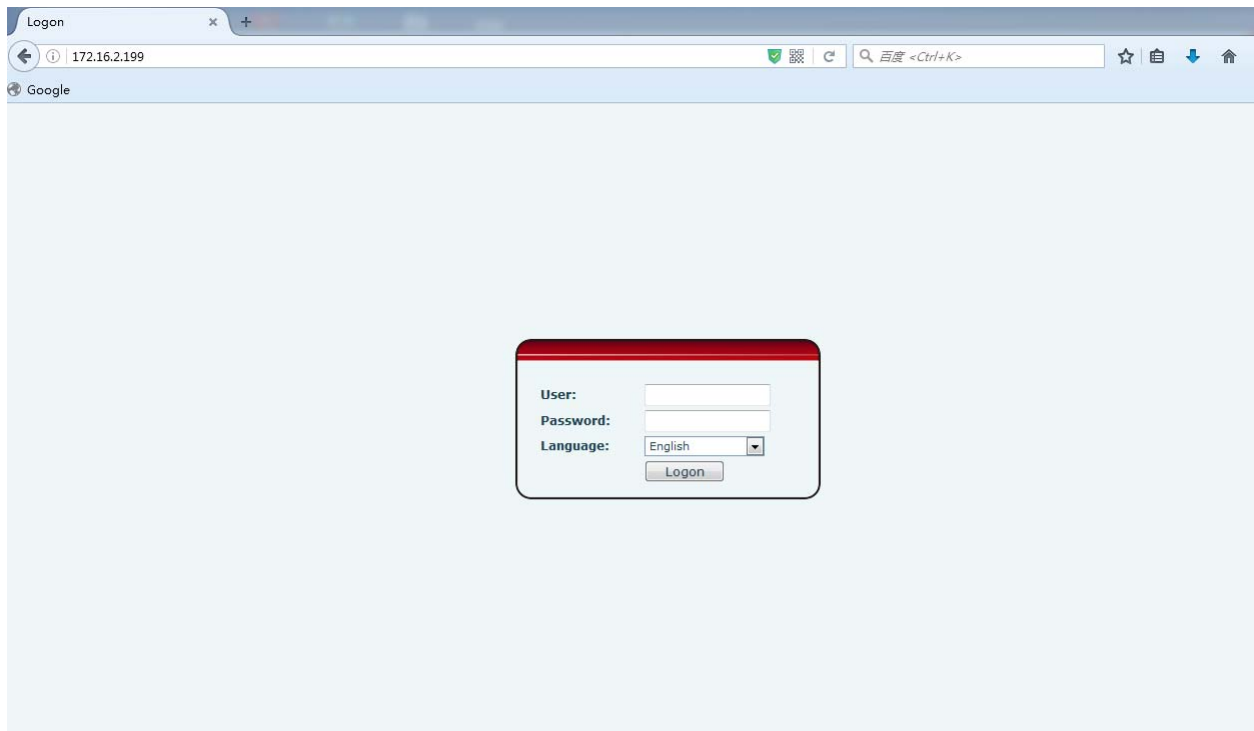 Logon
172.16.2.199
百度 <Ctrl+K>
Google
User:
Password:
Language: English
Logon